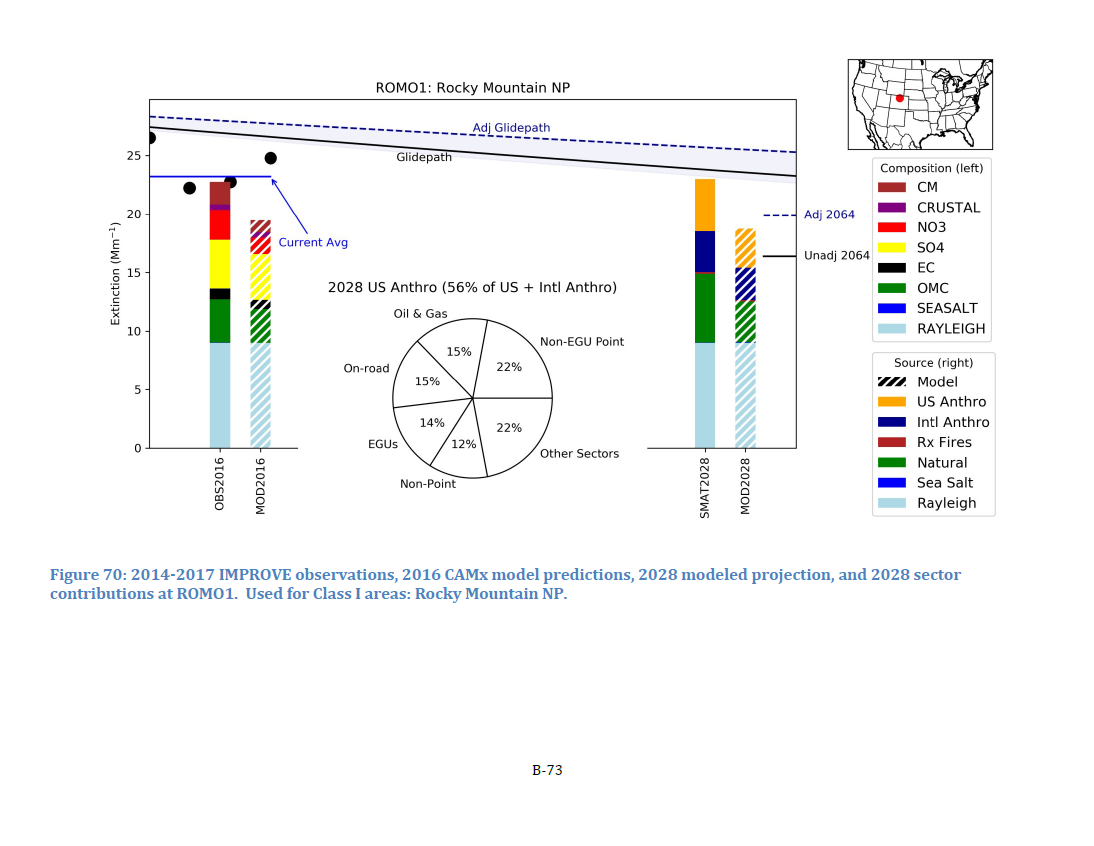 ROMO1: Rocky Mountain NP
Adj Glidepath
Glidepath
Current Avg
Extinction (Mm⁻¹)
25
20
15
10
5
0
OBS2016
MOD2016
SMAT2028
MOD2028
Adj 2064
Unadj 2064
2028 US Anthro (56% of US + Intl Anthro)
Oil & Gas
Non-EGU Point
On-road
EGUs
Non-Point
Other Sectors
15%
22%
15%
14%
12%
22%
Composition (left)
CM
CRUSTAL
NO3
SO4
EC
OMC
SEASALT
RAYLEIGH
Source (right)
Model
US Anthro
Intl Anthro
Rx Fires
Natural
Sea Salt
Rayleigh
Figure 70: 2014-2017 IMPROVE observations, 2016 CAMx model predictions, 2028 modeled projection, and 2028 sector
contributions at ROMO1.  Used for Class I areas: Rocky Mountain NP.
B-73